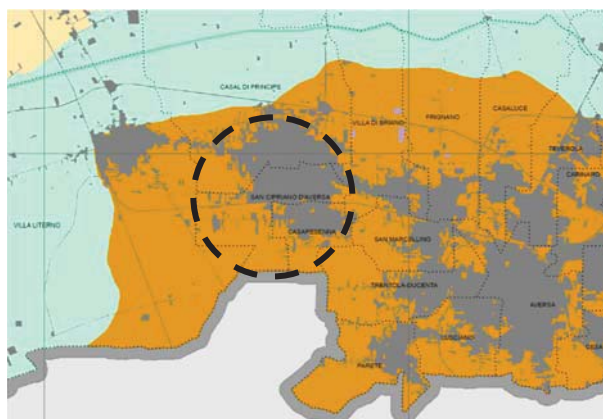 CASAL DI PRINCIPE
VILLA DI BRIANO
FRIGNANO
CASALUCE
TEVEROLA
CARINARO
SAN CIPRIANO D'AVERSA
VILLA LITERNO
CASAPESENNA
SAN MARCELLINO
TRENTOLA-DUCENTA
AVERSA
LUSCIANO
CESA
PARETE